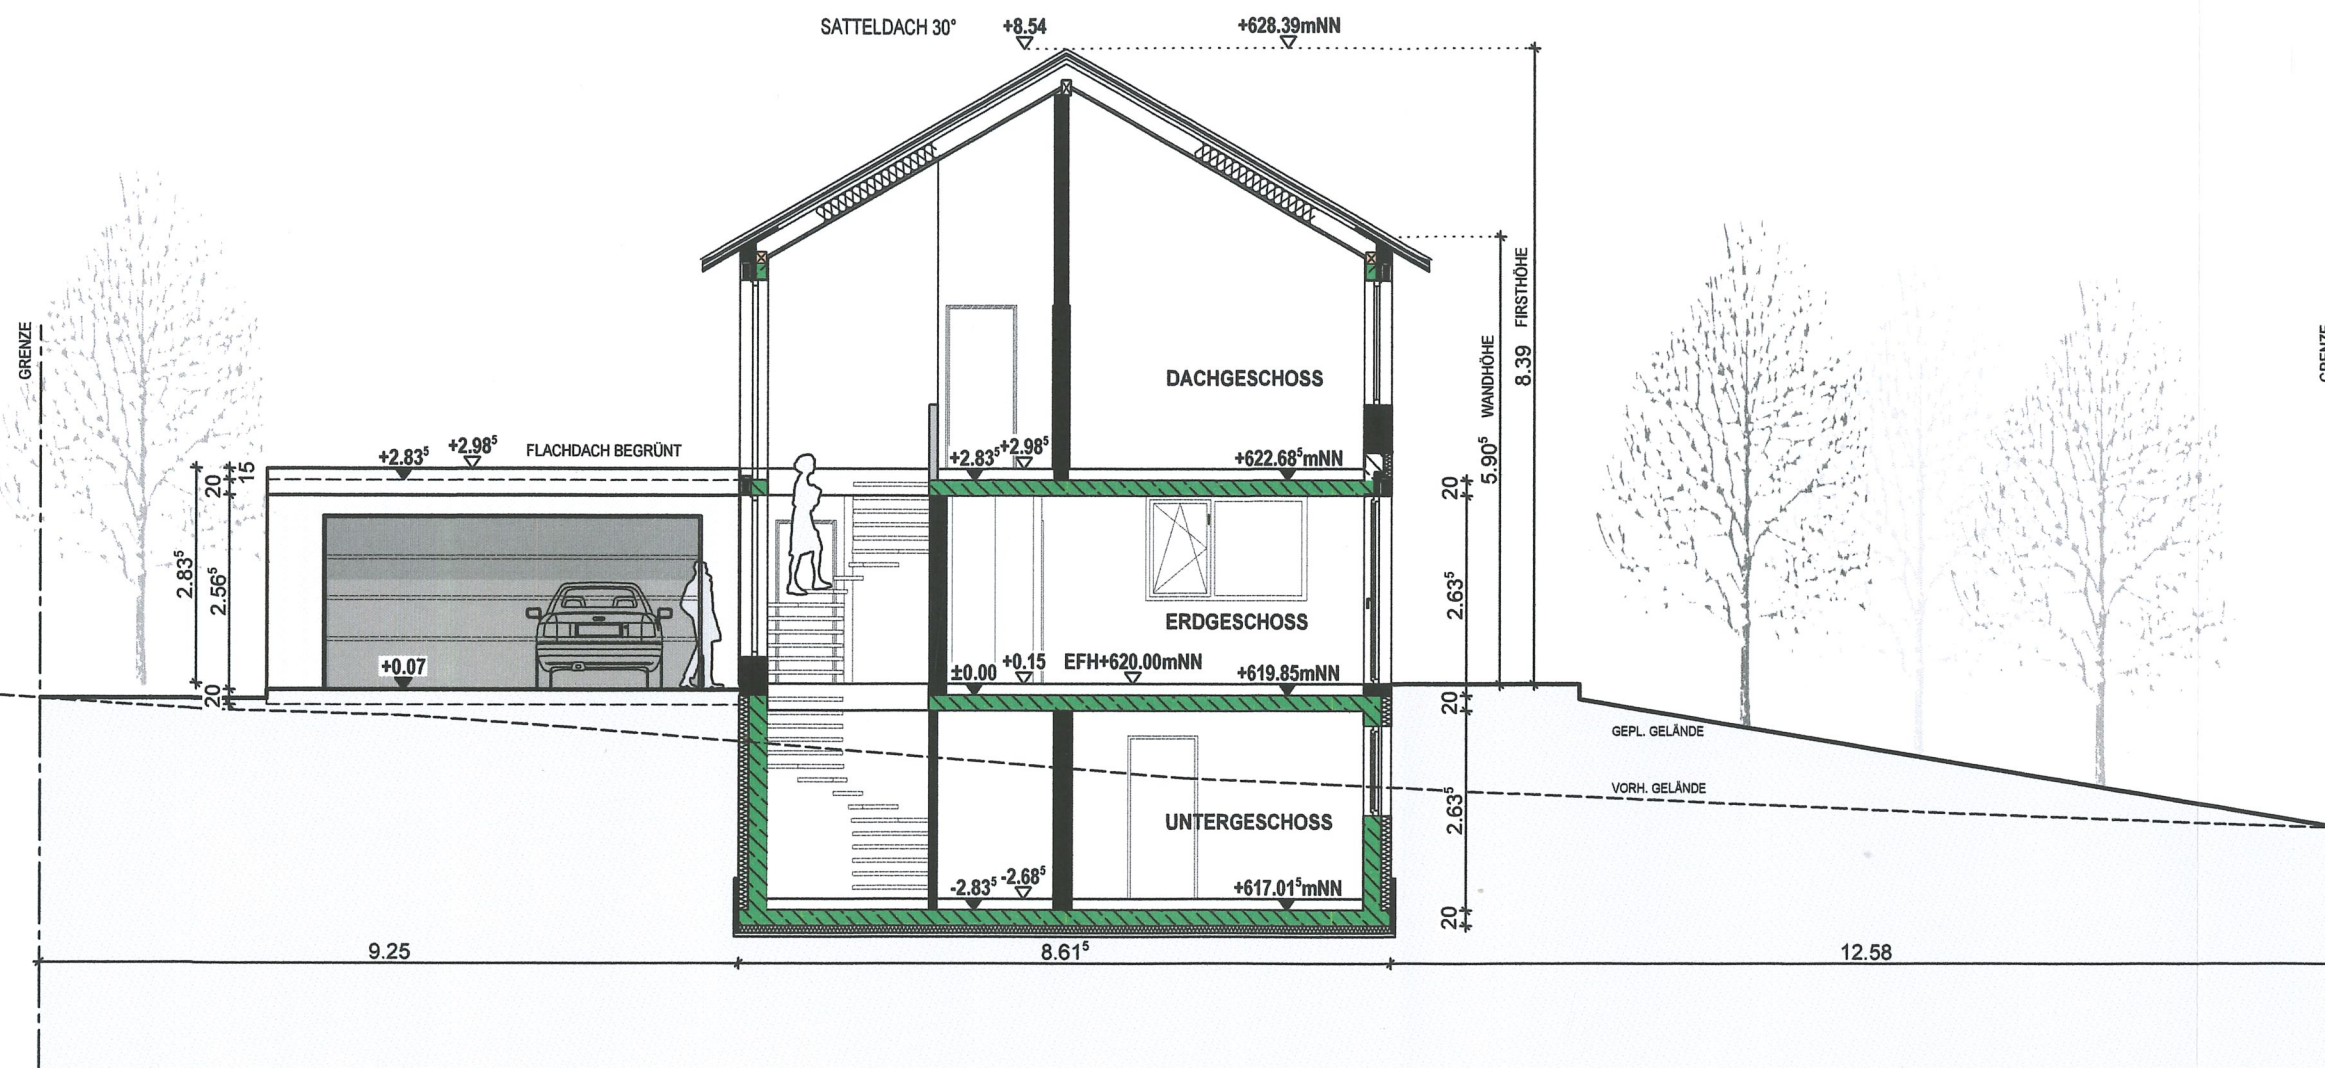 SATTELDACH 30°
+8.54
+628.39mNN
GRENZE
8.39 FIRSTHÖHE
5.90⁵ WANDHÖHE
DACHGESCHOSS
+2.83⁵
+2.98⁵
FLACHDACH BEGRÜNT
+2.83⁵
+2.98⁵
+622.68⁵mNN
15
20
2.83⁵
2.56⁵
20
20
2.63⁵
ERDGESCHOSS
+0.07
±0.00
+0.15
EFH+620.00mNN
+619.85mNN
20
GEPL. GELÄNDE
VORH. GELÄNDE
2.63⁵
UNTERGESCHOSS
-2.83⁵
-2.68⁵
+617.01⁵mNN
20
9.25
8.61⁵
12.58